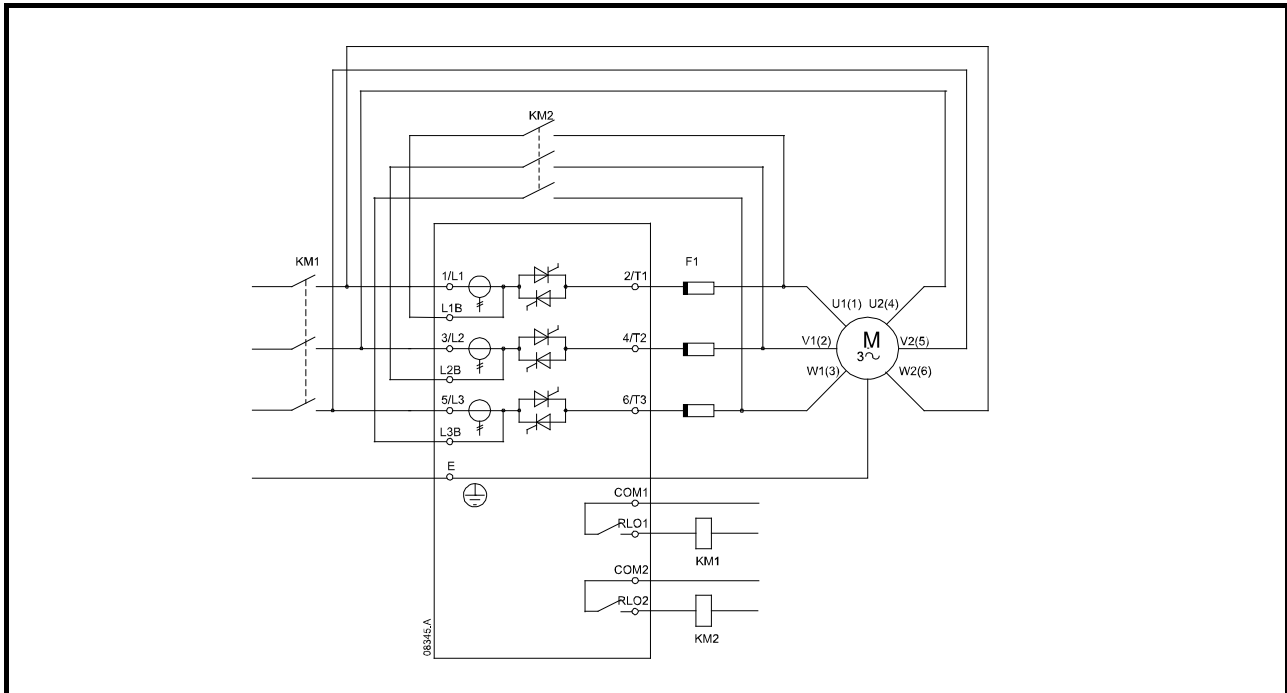 KM2
KM1
1/L1
2/T1
F1
L1B
U1(1) U2(4)
3/L2
4/T2
V1(2)
M
3~
V2(5)
L2B
W1(3)
W2(6)
5/L3
6/T3
L3B
E
COM1
RLO1
KM1
COM2
RLO2
KM2
08345.A